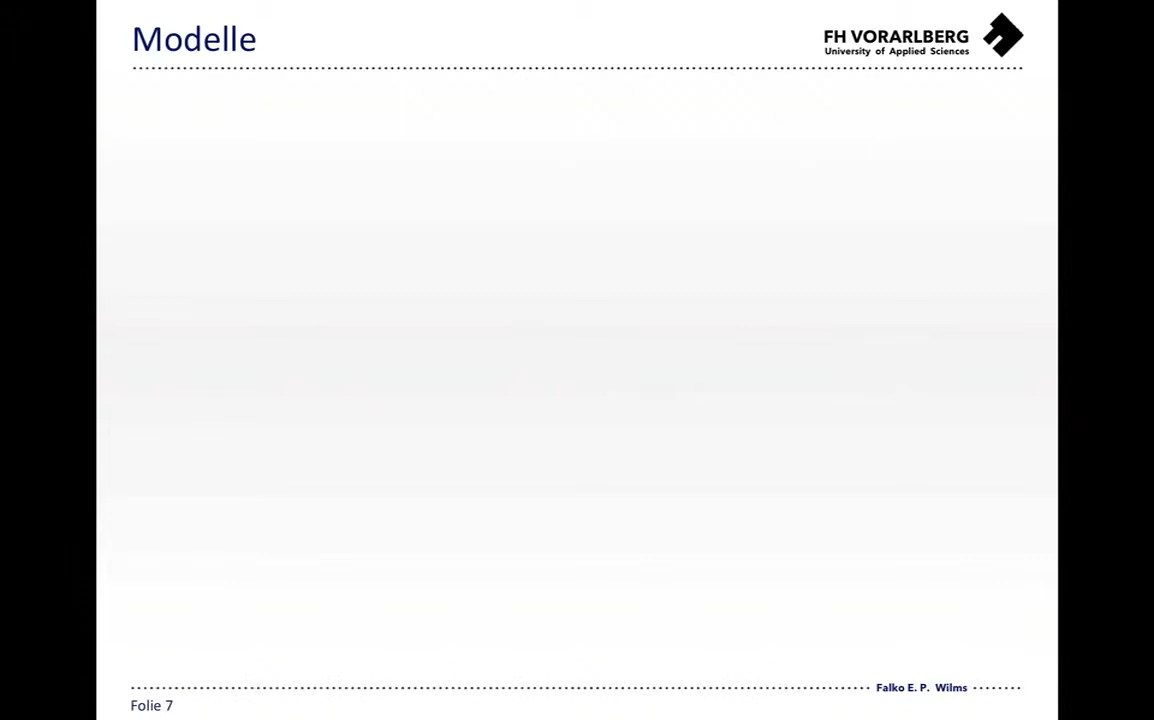 Modelle
FH VORARLBERG
University of Applied Sciences
Falko E. P. Wilms
Folie 7